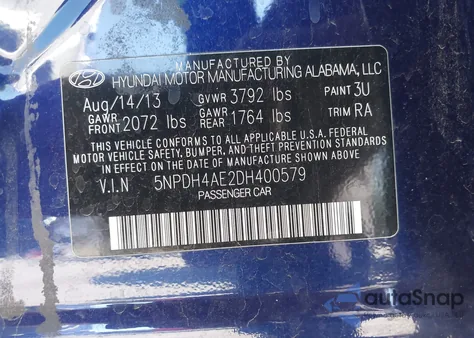 MANUFACTURED BY
HYUNDAI MOTOR MANUFACTURING ALABAMA, LLC
Aug/14/13 GVWR 3792 lbs PAINT 3U
GAWR FRONT 2072 lbs GAWR REAR 1764 lbs TRIM RA
THIS VEHICLE CONFORMS TO ALL APPLICABLE U.S.A. FEDERAL
MOTOR VEHICLE SAFETY, BUMPER, AND THEFT PREVENTION STANDARDS
IN EFFECT ON THE DATE OF MANUFACTURE SHOWN ABOVE.
V.I.N 5NPDH4AE2DH400579
PASSENGER CAR
autoSnap